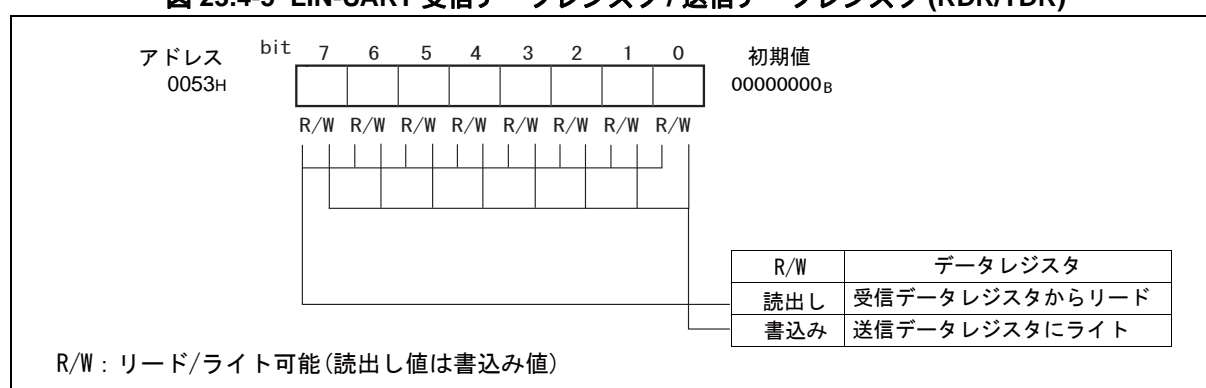 図 23.4-5 LIN-UART 受信データレジスタ / 送信データレジスタ (RDR/TDR)
アドレス bit 7 6 5 4 3 2 1 0 初期値
0053H 00000000B
R/W R/W R/W R/W R/W R/W R/W R/W
R/W データレジスタ
読出し 受信データレジスタからリード
書込み 送信データレジスタにライト
R/W : リード/ライト可能(読出し値は書込み値)